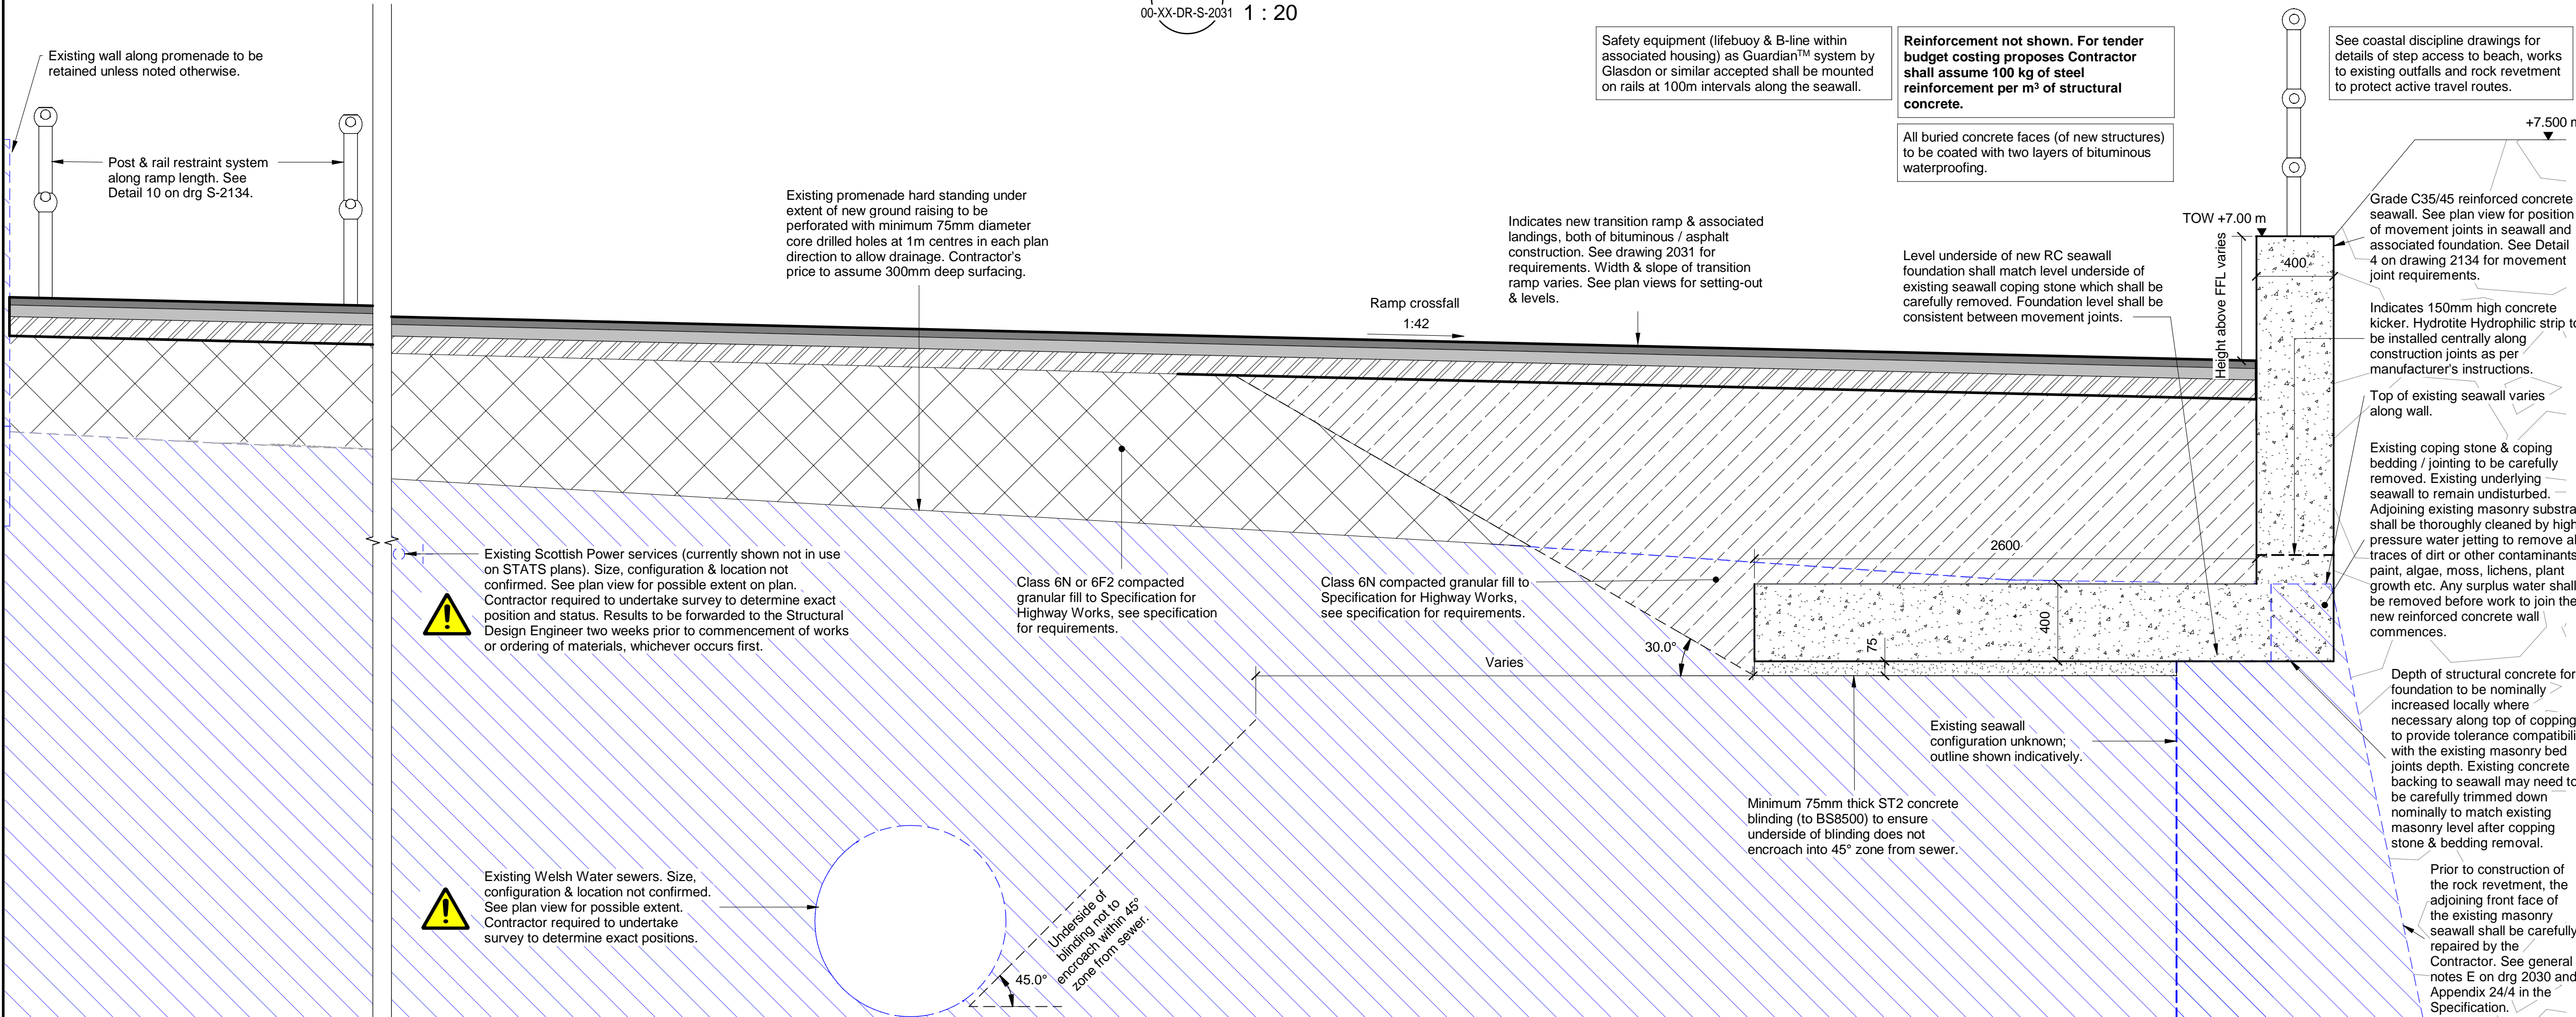 00-XX-DR-S-2031
1 : 20
Existing wall along promenade to be
retained unless noted otherwise.
Post & rail restraint system
along ramp length. See
Detail 10 on drg S-2134.
Existing promenade hard standing under
extent of new ground raising to be
perforated with minimum 75mm diameter
core drilled holes at 1m centres in each plan
direction to allow drainage. Contractor's
price to assume 300mm deep surfacing.
Ramp crossfall
1:42
Indicates new transition ramp & associated
landings, both of bituminous / asphalt
construction. See drawing 2031 for
requirements. Width & slope of transition
ramp varies. See plan views for setting-out
& levels.
Safety equipment (lifebuoy & B-line within
associated housing) as Guardian™ system by
Glasdon or similar accepted shall be mounted
on rails at 100m intervals along the seawall.
Reinforcement not shown. For tender
budget costing proposes Contractor
shall assume 100 kg of steel
reinforcement per m³ of structural
concrete.
All buried concrete faces (of new structures)
to be coated with two layers of bituminous
waterproofing.
See coastal discipline drawings for
details of step access to beach, works
to existing outfalls and rock revetment
to protect active travel routes.
+7.500
TOW +7.00 m
Height above FFL varies
400
Level underside of new RC seawall
foundation shall match level underside of
existing seawall coping stone which shall be
carefully removed. Foundation level shall be
consistent between movement joints.
Grade C35/45 reinforced concrete
seawall. See plan view for position
of movement joints in seawall and
associated foundation. See Detail
4 on drawing 2134 for movement
joint requirements.
Indicates 150mm high concrete
kicker. Hydrotite Hydrophilic strip to
be installed centrally along
construction joints as per
manufacturer's instructions.
Top of existing seawall varies
along wall.
Existing coping stone & coping
bedding / jointing to be carefully
removed. Existing underlying
seawall to remain undisturbed.
Adjoining existing masonry
shall be thoroughly cleaned by high
pressure water jetting to remove
traces of dirt or other contaminants
paint, algae, moss, lichens, plant
growth etc. Any surplus water shall
be removed before work to join the
new reinforced concrete wall
commences.
Depth of structural concrete for
foundation to be nominally
increased locally where
necessary along top of copping
to provide tolerance
with the existing masonry bed
joints depth. Existing concrete
backing to seawall may need to
be carefully trimmed down
nominally to match existing
masonry level after copping
stone & bedding removal.
Prior to construction of
the rock revetment, the
adjoining front face of
the existing masonry
seawall shall be carefully
repaired by the
Contractor. See general
notes E on drg 2030 and
Appendix 24/4 in the
Specification.
Existing Scottish Power services (currently shown not in use
on STATS plans). Size, configuration & location not
confirmed. See plan view for possible extent on plan.
Contractor required to undertake survey to determine exact
position and status. Results to be forwarded to the Structural
Design Engineer two weeks prior to commencement of works
or ordering of materials, whichever occurs first.
Class 6N or 6F2 compacted
granular fill to Specification for
Highway Works, see specification
for requirements.
Class 6N compacted granular fill to
Specification for Highway Works,
see specification for requirements.
2600
400
75
30.0°
Varies
Existing seawall
configuration unknown;
outline shown indicatively.
Minimum 75mm thick ST2 concrete
blinding (to BS8500) to ensure
underside of blinding does not
encroach into 45° zone from sewer.
Existing Welsh Water sewers. Size,
configuration & location not confirmed.
See plan view for possible extent.
Contractor required to undertake
survey to determine exact positions.
Underside of
blinding not to
encroach within 45°
zone from sewer.
45.0°